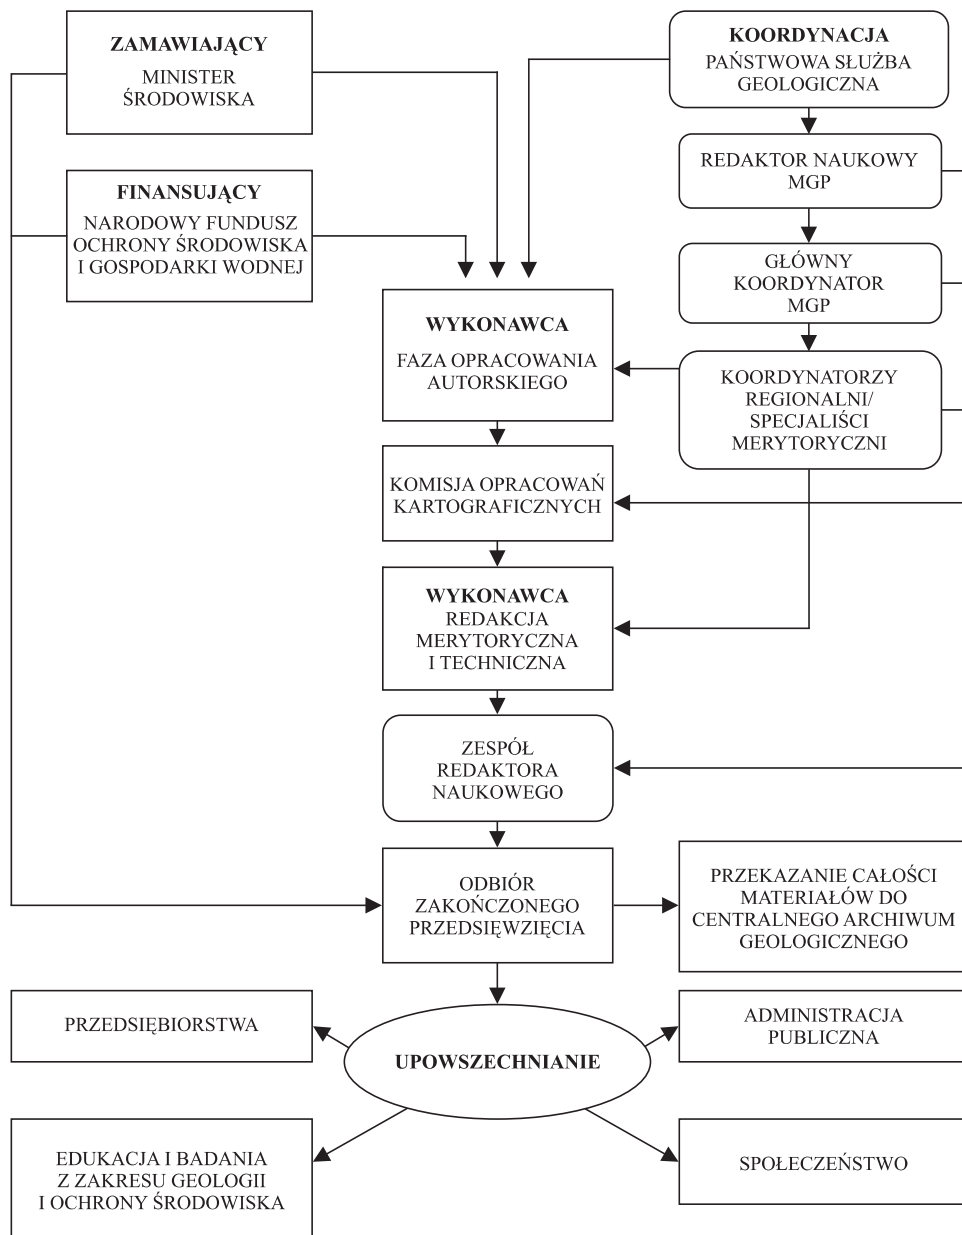 ZAMAWIAJĄCY
MINISTER
ŚRODOWISKA
KOORDYNACJA
PAŃSTWOWA SŁUŻBA
GEOLOGICZNA
REDAKTOR NAUKOWY
MGP
FINANSUJĄCY
NARODOWY FUNDUSZ
OCHRONY ŚRODOWISKA
I GOSPODARKI WODNEJ
GŁÓWNY
KOORDYNATOR
MGP
WYKONAWCA
FAZA OPRACOWANIA
AUTORSKIEGO
KOORDYNATORZY
REGIONALNI/
SPECJALIŚCI
MERYTORYCZNI
KOMISJA OPRACOWAŃ
KARTOGRAFICZNYCH
WYKONAWCA
REDAKCJA
MERYTORYCZNA
I TECHNICZNA
ZESPÓŁ
REDAKTORA
NAUKOWEGO
ODBIÓR
ZAKOŃCZONEGO
PRZEDSIĘWZIĘCIA
PRZEKAZANIE CAŁOŚCI
MATERIAŁÓW DO
CENTRALNEGO ARCHIWUM
GEOLOGICZNEGO
PRZEDSIĘBIORSTWA
UPOWSZECHNIANIE
ADMINISTRACJA
PUBLICZNA
EDUKACJA I BADANIA
Z ZAKRESU GEOLOGII
I OCHRONY ŚRODOWISKA
SPOŁECZEŃSTWO